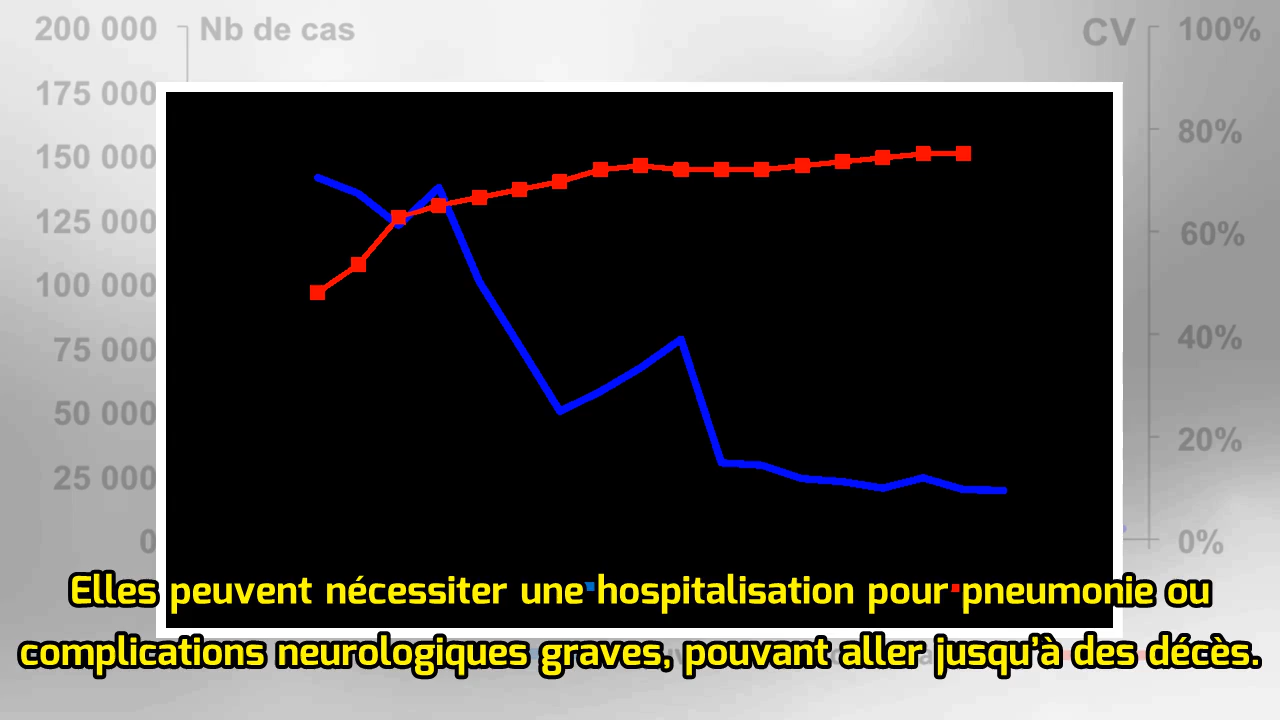 200 000 Nb de cas CV 100%
175 000
150 000 80%
125 000 60%
100 000
75 000 40%
50 000 20%
25 000
0 0%
Elles peuvent nécessiter une hospitalisation pour pneumonie ou
complications neurologiques graves, pouvant aller jusqu'à des décès.